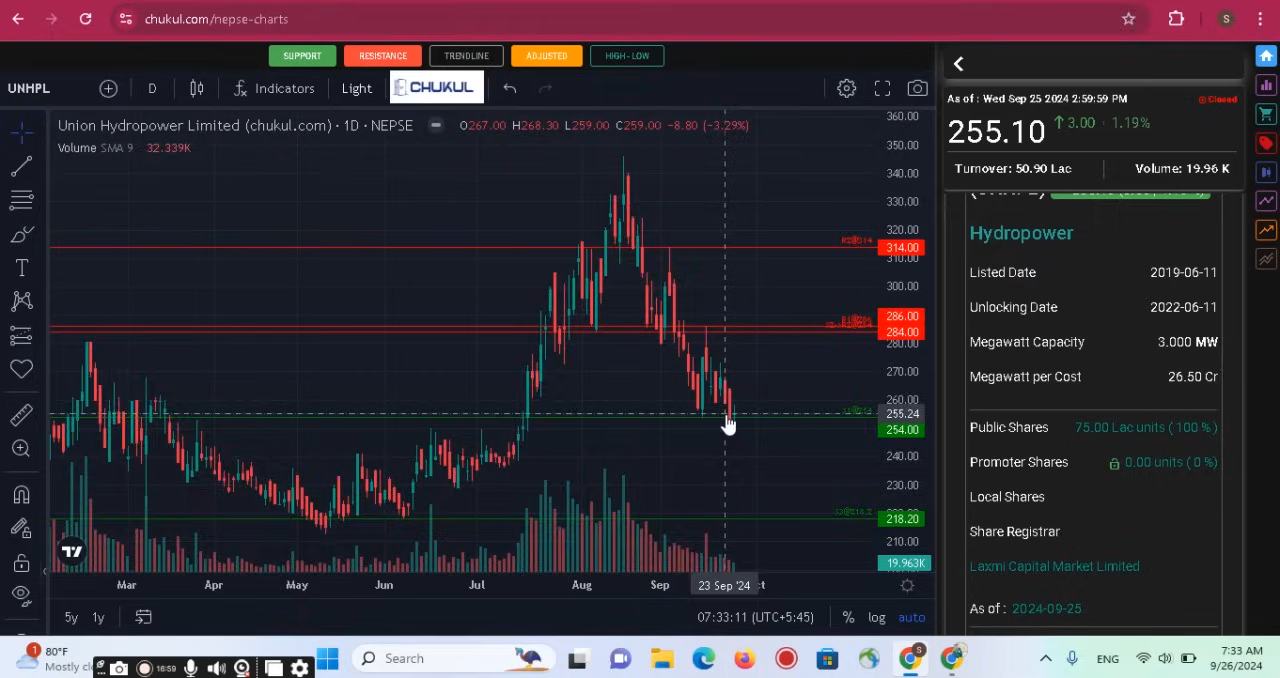 chukul.com/nepse-charts
S
SUPPORT RESISTANCE TRENDLINE ADJUSTED HIGH - LOW
UNHPL D Indicators Light CHUKUL
Union Hydropower Limited (chukul.com) · 1D · NEPSE O267.00 H268.30 L259.00 C259.00 -8.80 (-3.29%)
Volume SMA 9 32.339K
360.00
350.00
340.00
330.00
320.00
R2@314
314.00
310.00
300.00
286.00
284.00
280.00
270.00
260.00
255.24
254.00
240.00
230.00
218.20
210.00
19.963K
Mar Apr May Jun Jul Aug Sep 23 Sep '24
5y 1y 07:33:11 (UTC+5:45) % log auto
As of : Wed Sep 25 2024 2:59:59 PM Closed
255.10 3.00 · 1.19%
Turnover: 50.90 Lac Volume: 19.96 K
Hydropower
Listed Date 2019-06-11
Unlocking Date 2022-06-11
Megawatt Capacity 3.000 MW
Megawatt per Cost 26.50 Cr
Public Shares 75.00 Lac units ( 100 % )
Promoter Shares 0.00 units ( 0 %)
Local Shares
Share Registrar
Laxmi Capital Market Limited
As of : 2024-09-25
1
80°F
Mostly cl
16:59
Search
S
ENG
7:33 AM
9/26/2024